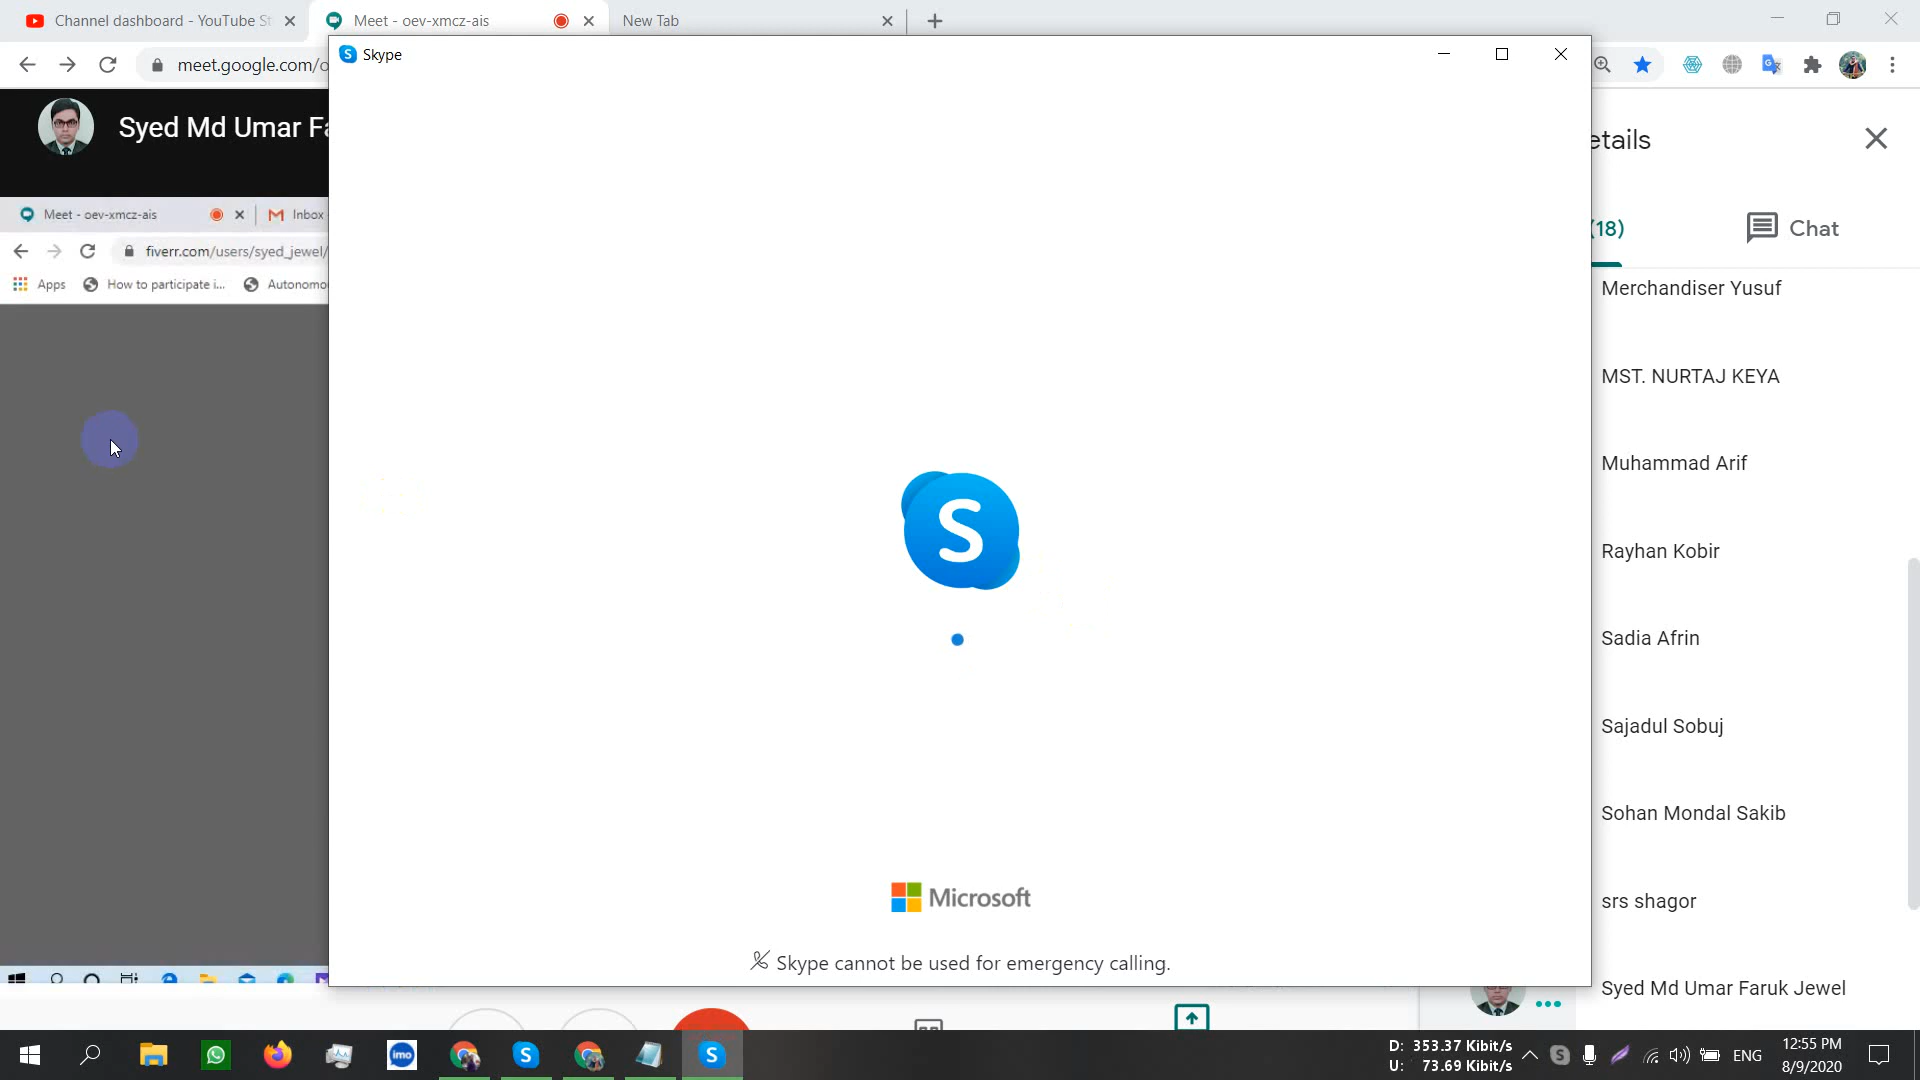 Channel dashboard - YouTube St
Meet - oev-xmcz-ais
New Tab
meet.google.com/o
Skype
Syed Md Umar Fa
etails
Meet - oev-xmcz-ais
Inbox
(18)
Chat
fiverr.com/users/syed_jewel/
Apps
How to participate i...
Autonomo
Merchandiser Yusuf
MST. NURTAJ KEYA
Muhammad Arif
Rayhan Kobir
Sadia Afrin
Sajadul Sobuj
Sohan Mondal Sakib
srs shagor
Syed Md Umar Faruk Jewel
S
Microsoft
Skype cannot be used for emergency calling.
imo
D: 353.37 Kibit/s
U: 73.69 Kibit/s
ENG
12:55 PM
8/9/2020